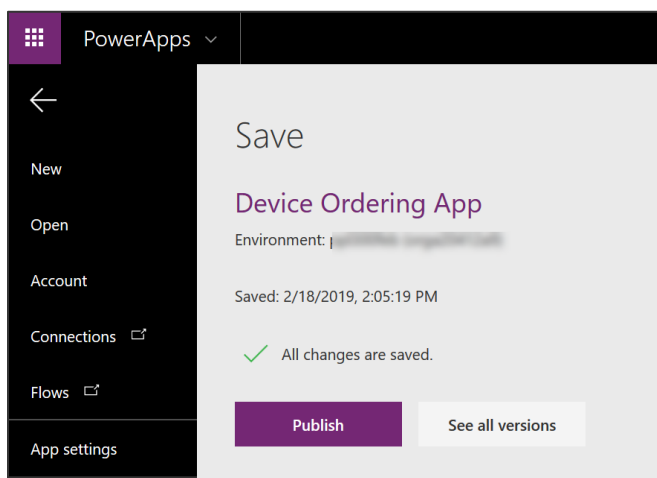 PowerApps
Save
New
Device Ordering App
Open
Environment:
Account
Saved: 2/18/2019, 2:05:19 PM
Connections
All changes are saved.
Flows
Publish
See all versions
App settings